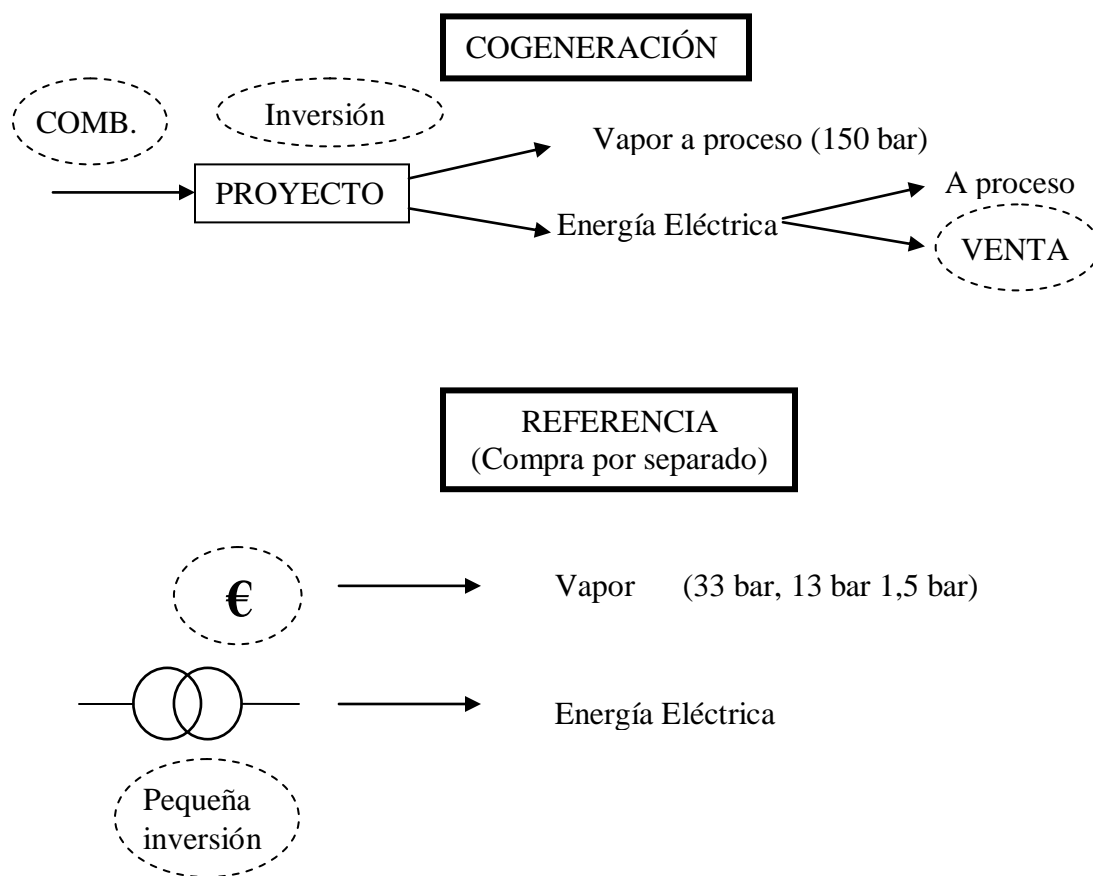 COGENERACIÓN
COMB.
Inversión
PROYECTO
Vapor a proceso (150 bar)
Energía Eléctrica
A proceso
VENTA
REFERENCIA
(Compra por separado)
€
Vapor (33 bar, 13 bar 1,5 bar)
Energía Eléctrica
Pequeña
inversión